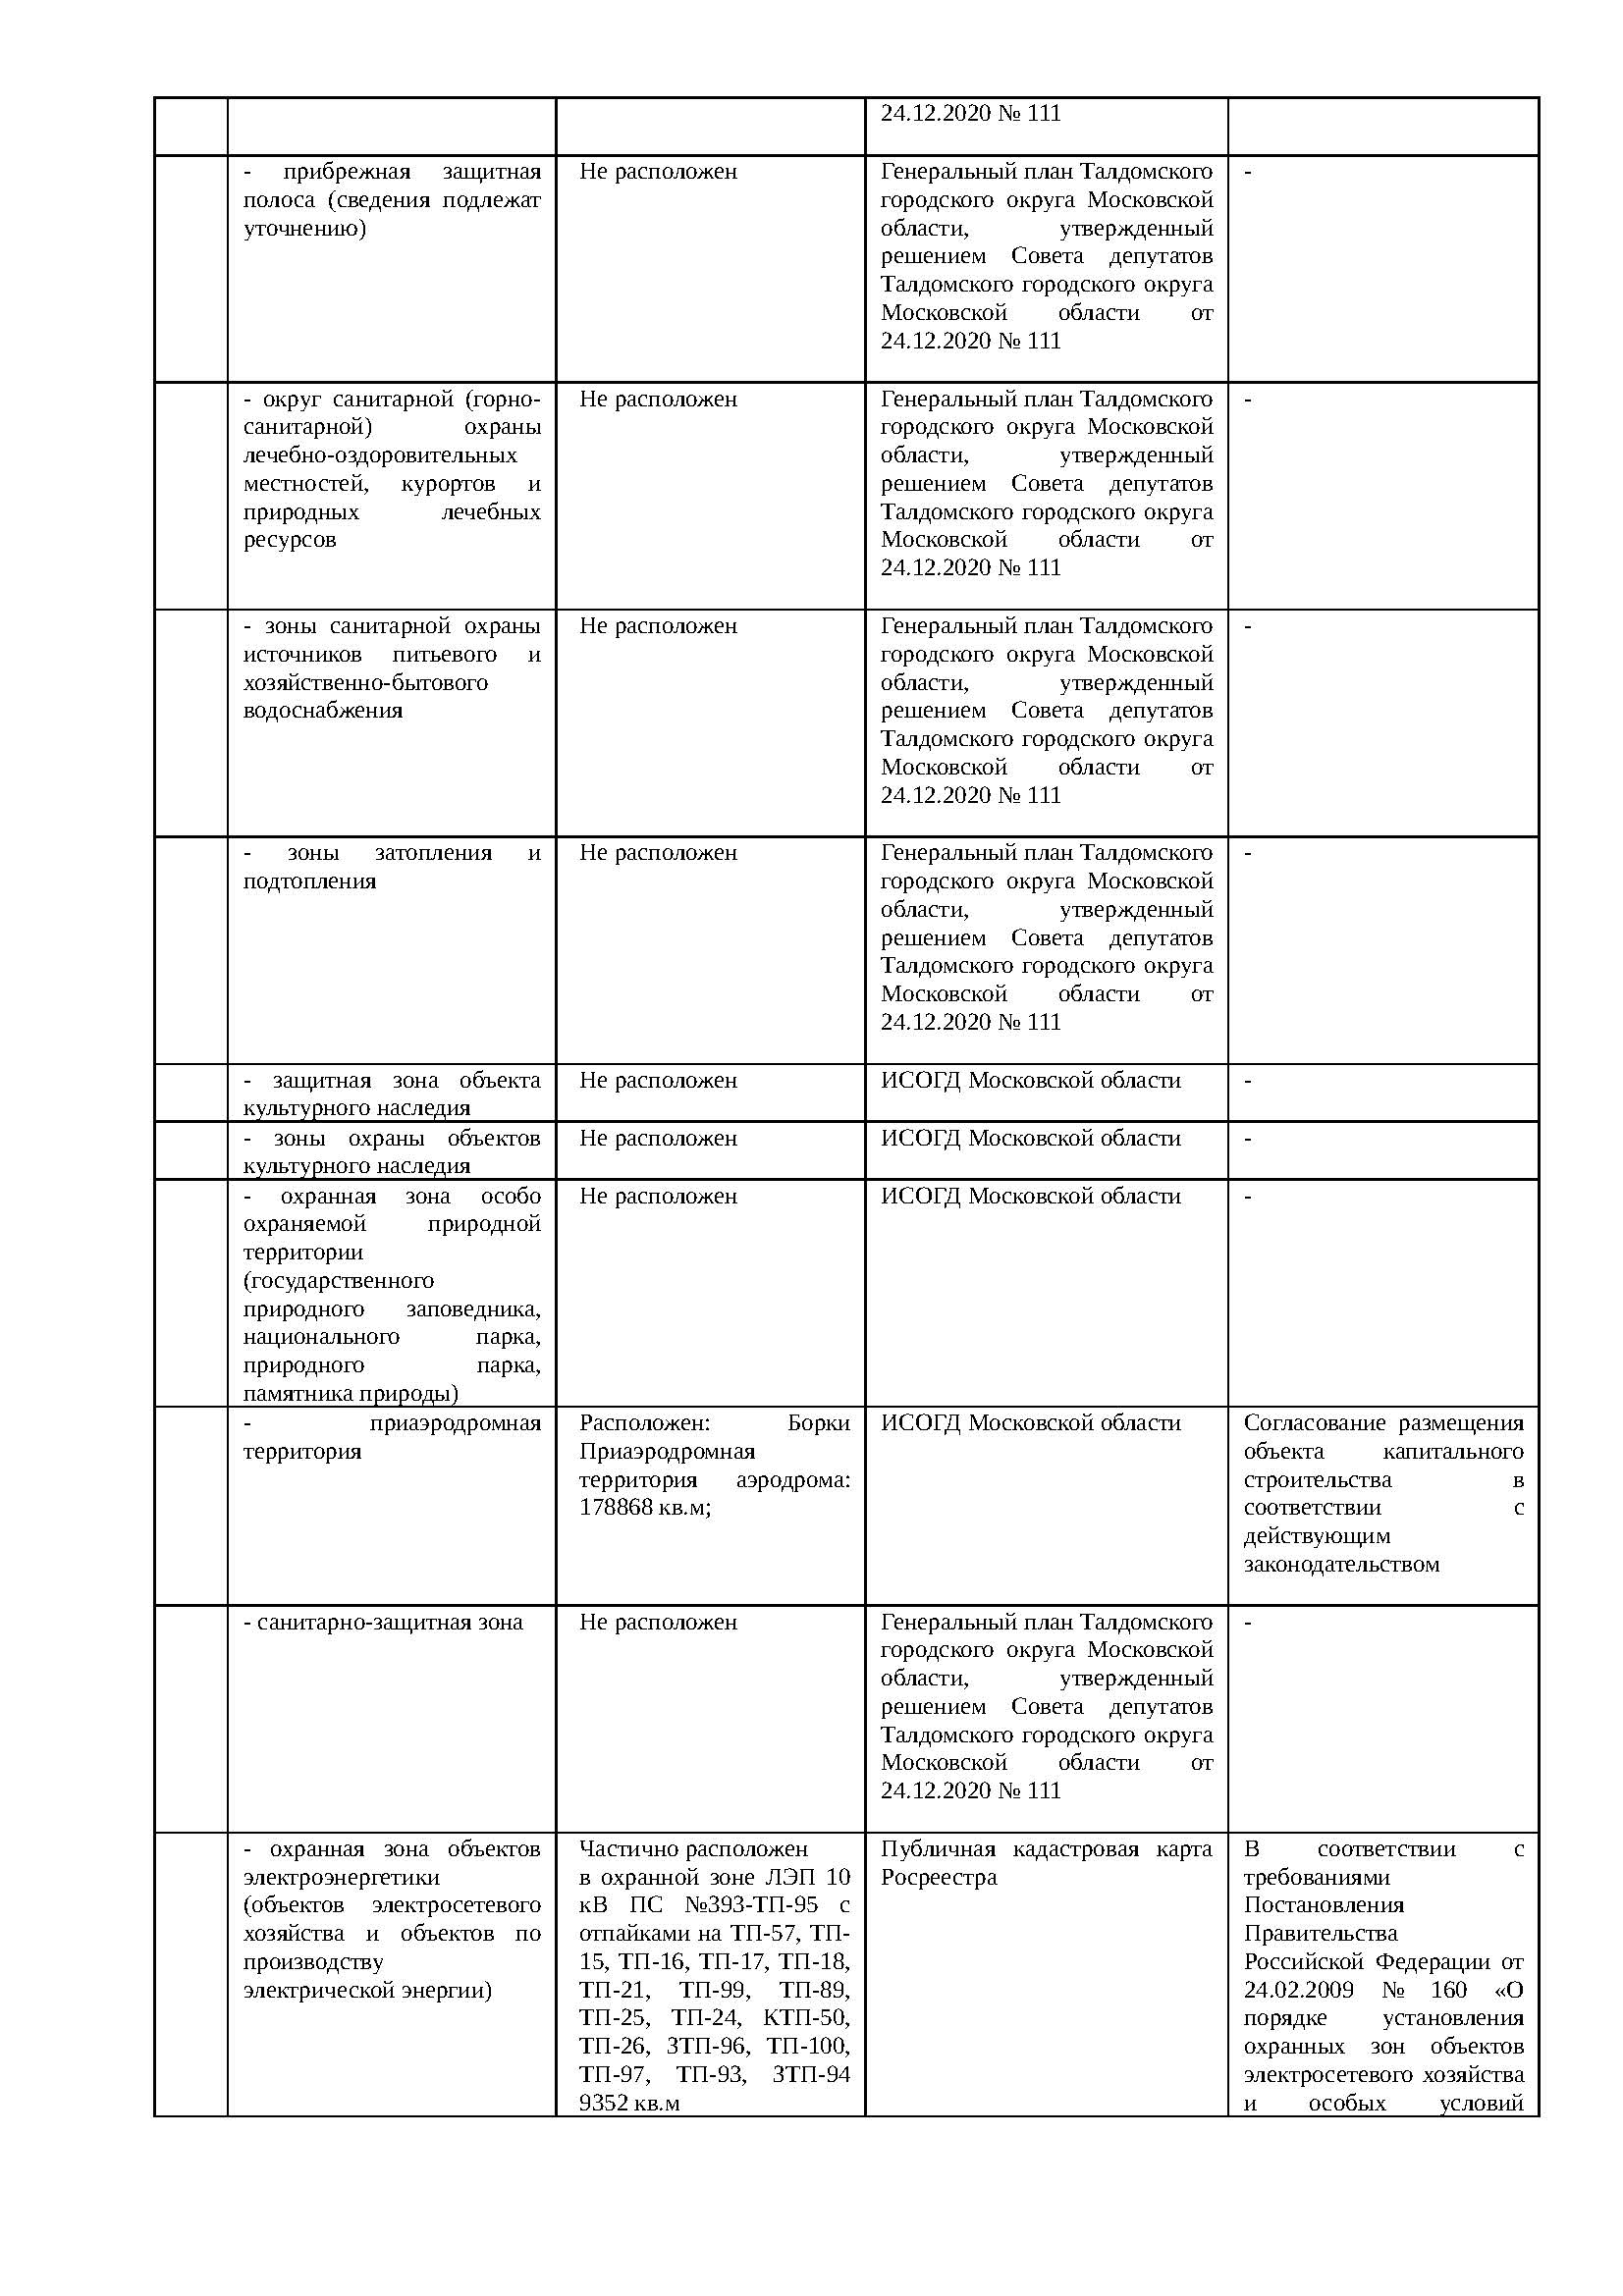 24.12.2020 № 111
- прибрежная защитная
полоса (сведения подлежат
уточнению)
Не расположен
Генеральный план Талдомского
городского округа Московской
области, утвержденный
решением Совета депутатов
Талдомского городского округа
Московской области от
24.12.2020 № 111
-
- округ санитарной (горно-
санитарной) охраны
лечебно-оздоровительных
местностей, курортов и
природных лечебных
ресурсов
Не расположен
Генеральный план Талдомского
городского округа Московской
области, утвержденный
решением Совета депутатов
Талдомского городского округа
Московской области от
24.12.2020 № 111
-
- зоны санитарной охраны
источников питьевого и
хозяйственно-бытового
водоснабжения
Не расположен
Генеральный план Талдомского
городского округа Московской
области, утвержденный
решением Совета депутатов
Талдомского городского округа
Московской области от
24.12.2020 № 111
-
- зоны затопления и
подтопления
Не расположен
Генеральный план Талдомского
городского округа Московской
области, утвержденный
решением Совета депутатов
Талдомского городского округа
Московской области от
24.12.2020 № 111
-
- защитная зона объекта
культурного наследия
Не расположен
ИСОГД Московской области
-
- зоны охраны объектов
культурного наследия
Не расположен
ИСОГД Московской области
-
- охранная зона особо
охраняемой природной
территории
(государственного
природного заповедника,
национального парка,
природного парка,
памятника природы)
Не расположен
ИСОГД Московской области
-
- приаэродромная
территория
Расположен: Борки
Приаэродромная
территория аэродрома:
178868 кв.м;
ИСОГД Московской области
Согласование размещения
объекта капитального
строительства в
соответствии с
действующим
законодательством
- санитарно-защитная зона
Не расположен
Генеральный план Талдомского
городского округа Московской
области, утвержденный
решением Совета депутатов
Талдомского городского округа
Московской области от
24.12.2020 № 111
-
- охранная зона объектов
электроэнергетики
(объектов электросетевого
хозяйства и объектов по
производству
электрической энергии)
Частично расположен
в охранной зоне ЛЭП 10
кВ ПС №393-ТП-95 с
отпайками на ТП-57, ТП-
15, ТП-16, ТП-17, ТП-18,
ТП-21, ТП-99, ТП-89,
ТП-25, ТП-24, КТП-50,
ТП-26, ЗТП-96, ТП-100,
ТП-97, ТП-93, ЗТП-94
9352 кв.м
Публичная кадастровая карта
Росреестра
В соответствии с
требованиями
Постановления
Правительства
Российской Федерации от
24.02.2009 № 160 «О
порядке установления
охранных зон объектов
электросетевого хозяйства
и особых условий